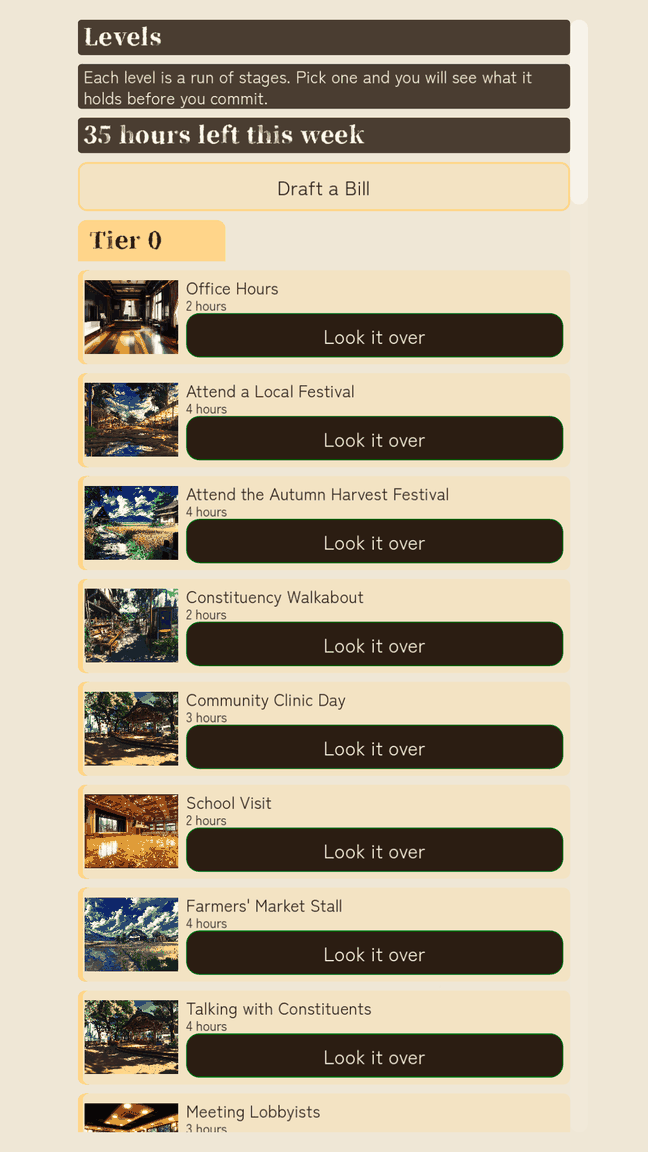 Levels
Each level is a run of stages. Pick one and you will see what it
holds before you commit.
35 hours left this week
Draft a Bill
Tier 0
Office Hours
2 hours
Look it over
Attend a Local Festival
4 hours
Look it over
Attend the Autumn Harvest Festival
4 hours
Look it over
Constituency Walkabout
2 hours
Look it over
Community Clinic Day
3 hours
Look it over
School Visit
2 hours
Look it over
Farmers' Market Stall
4 hours
Look it over
Talking with Constituents
4 hours
Look it over
Meeting Lobbyists
3 hours